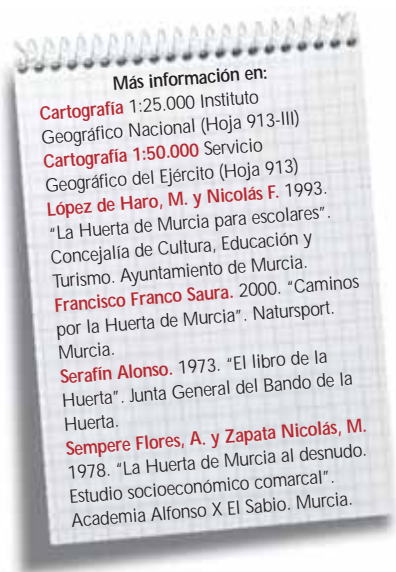 Más información en:
Cartografía 1:25.000 Instituto
Geográfico Nacional (Hoja 913-III)
Cartografía 1:50.000 Servicio
Geográfico del Ejército (Hoja 913)
López de Haro, M. y Nicolás F. 1993.
"La Huerta de Murcia para escolares".
Concejalía de Cultura, Educación y
Turismo. Ayuntamiento de Murcia.
Francisco Franco Saura. 2000. "Caminos
por la Huerta de Murcia". Natursport.
Murcia.
Serafín Alonso. 1973. "El libro de la
Huerta". Junta General del Bando de la
Huerta.
Sempere Flores, A. y Zapata Nicolás, M.
1978. "La Huerta de Murcia al desnudo.
Estudio socioeconómico comarcal".
Academia Alfonso X El Sabio. Murcia.